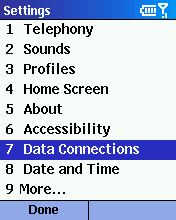 Settings
1 Telephony
2 Sounds
3 Profiles
4 Home Screen
5 About
6 Accessibility
7 Data Connections
8 Date and Time
9 More...
Done